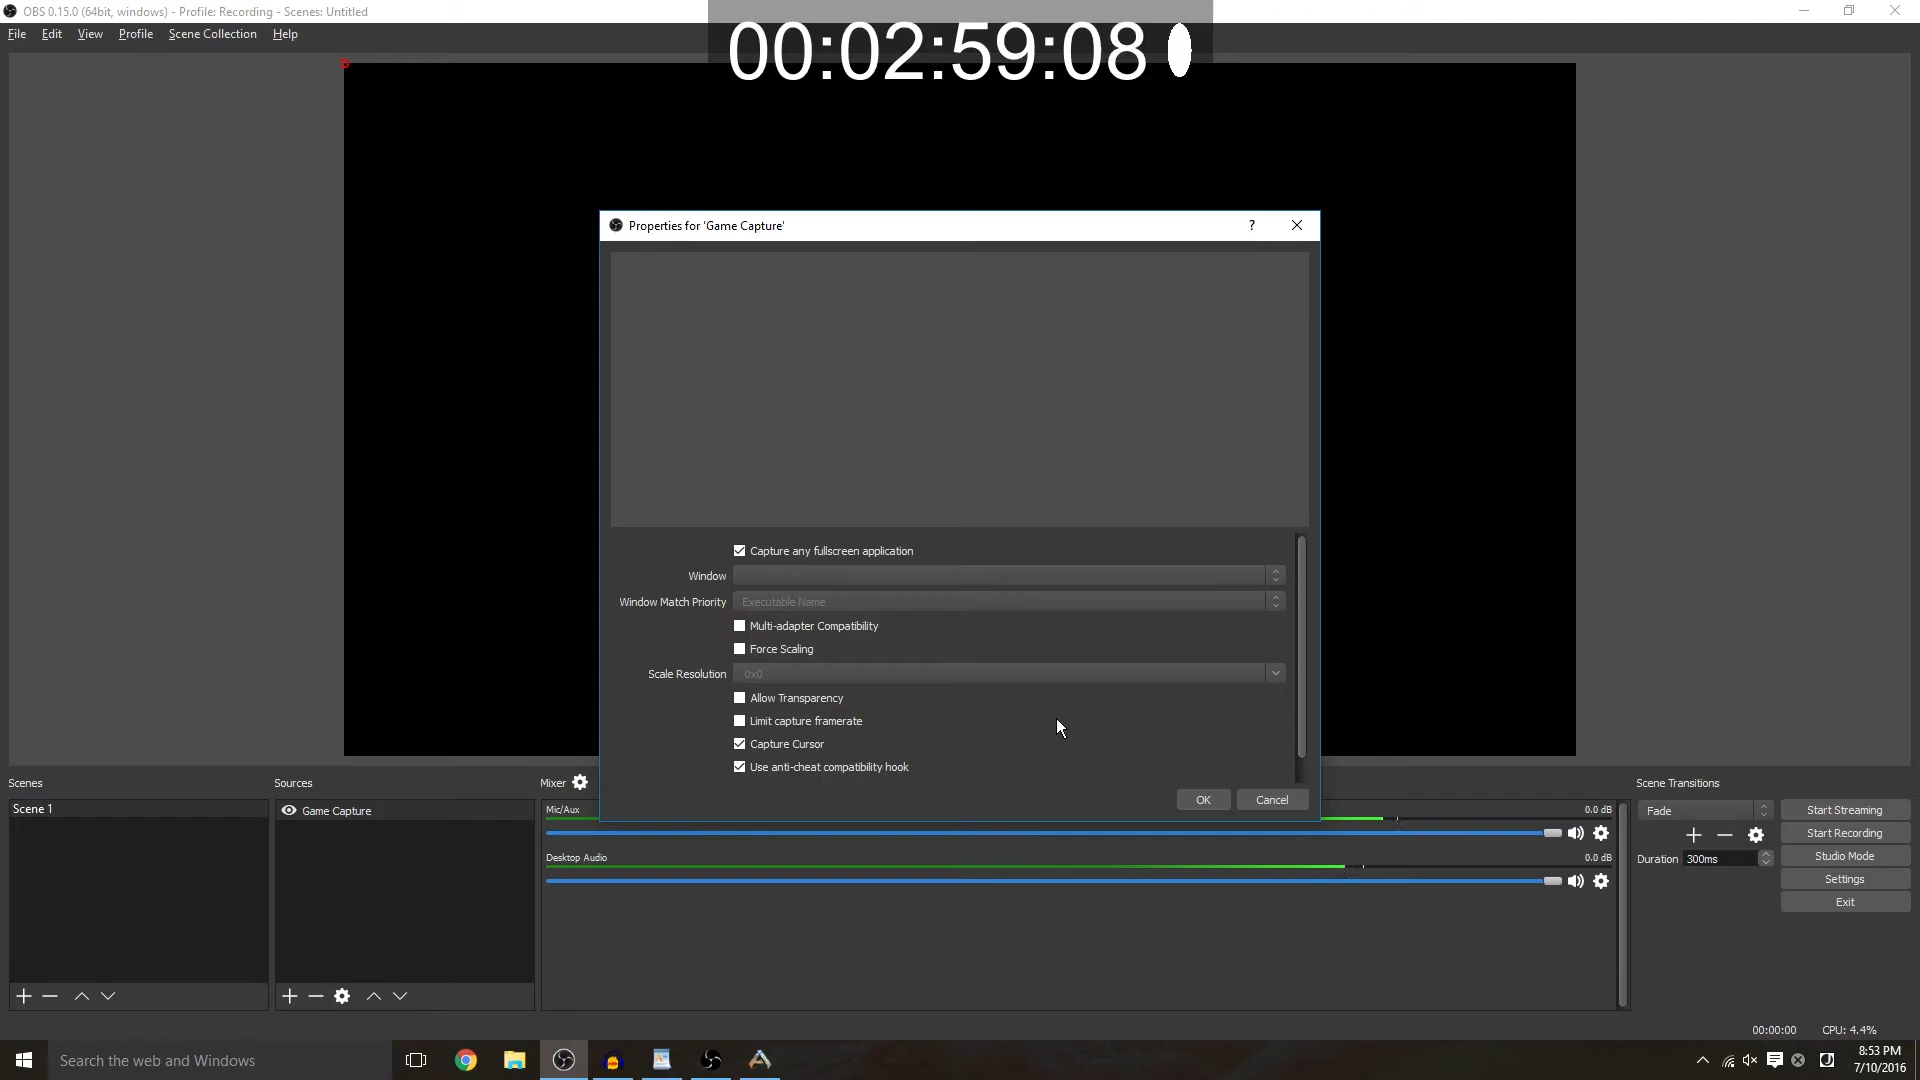 OBS 0.15.0 (64bit, windows) - Profile: Recording - Scenes: Untitled
File Edit View Profile Scene Collection Help
00:02:59:08
Properties for 'Game Capture'
?
Capture any fullscreen application
Window
Window Match Priority Executable Name
Multi-adapter Compatibility
Force Scaling
Scale Resolution 0x0
Allow Transparency
Limit capture framerate
Capture Cursor
Use anti-cheat compatibility hook
OK Cancel
Scenes
Scene 1
Sources
Game Capture
Mixer
Mic/Aux 0.0 dB
Desktop Audio 0.0 dB
Scene Transitions
Fade
Duration 300ms
Start Streaming
Start Recording
Studio Mode
Settings
Exit
00:00:00 CPU: 4.4%
Search the web and Windows
8:53 PM
7/10/2016